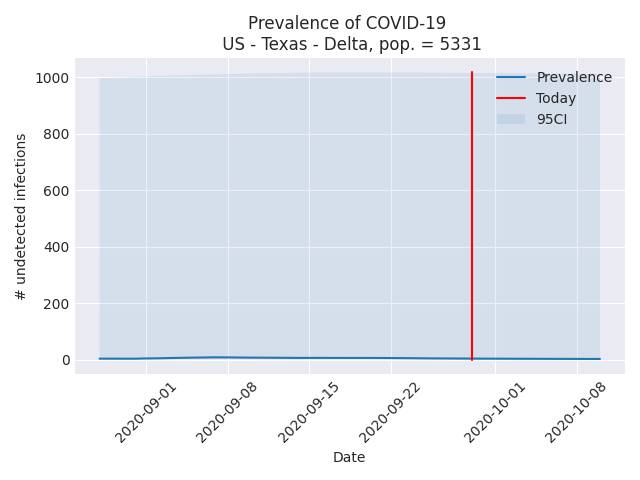 Prevalence of COVID-19
US - Texas - Delta, pop. = 5331
Prevalence
Today
95CI
# undetected infections
1000
800
600
400
200
0
2020-09-01
2020-09-08
2020-09-15
2020-09-22
2020-10-01
2020-10-08
Date